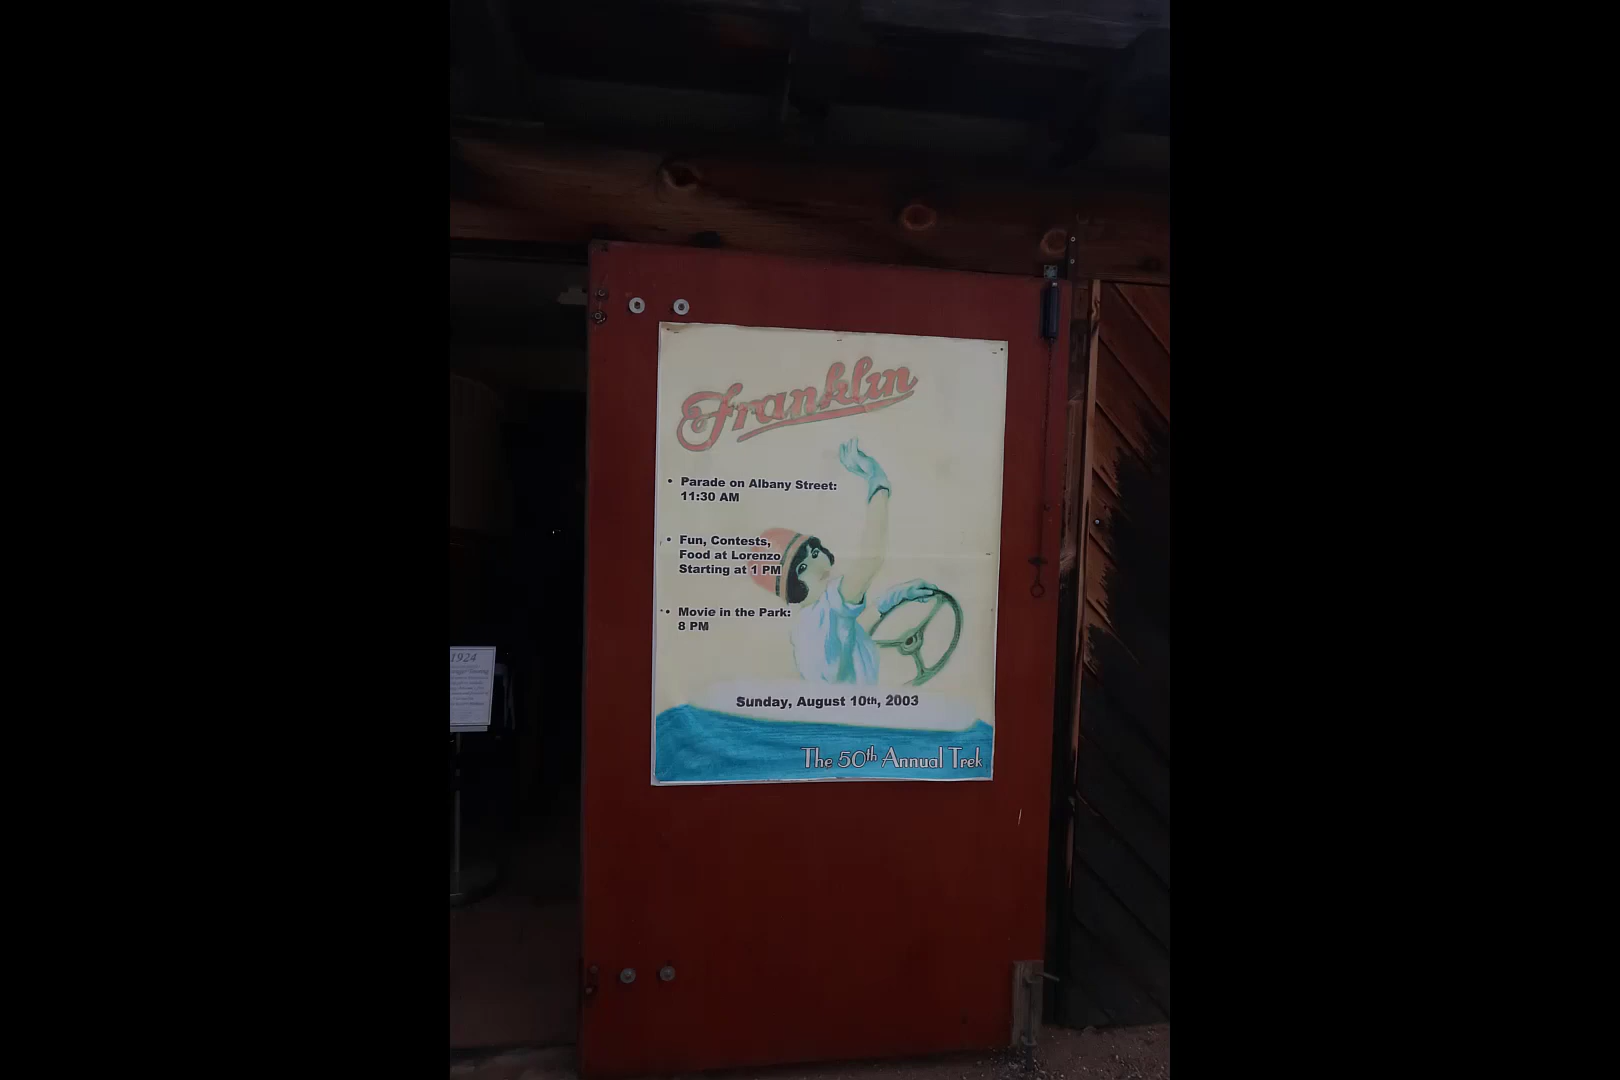 Franklin
• Parade on Albany Street:
11:30 AM
• Fun, Contests,
Food at Lorenzo
Starting at 1 PM
• Movie in the Park:
8 PM
Sunday, August 10th, 2003
The 50th Annual Trek
1924